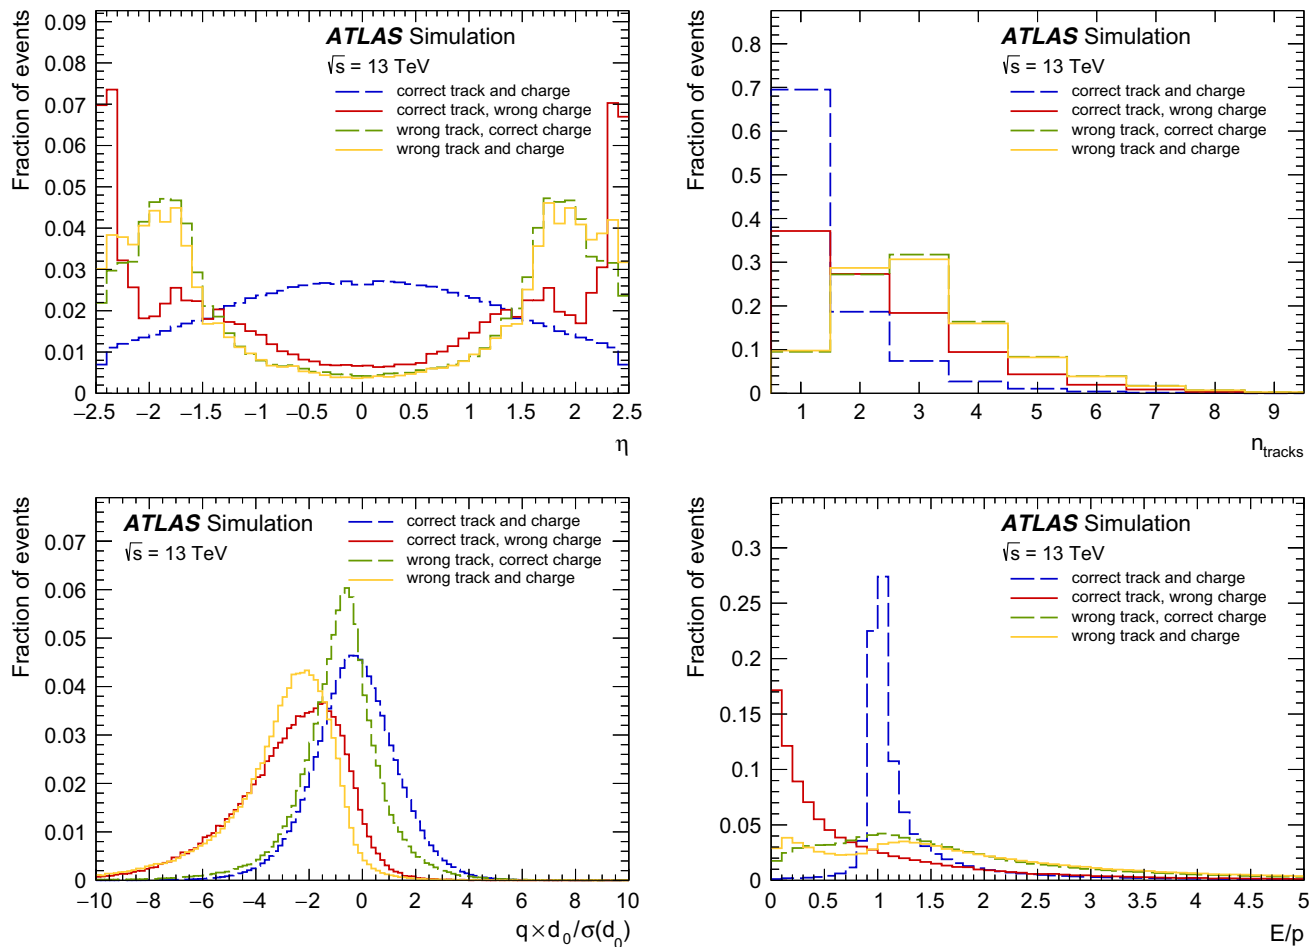 ATLAS Simulation
√s = 13 TeV
correct track and charge
correct track, wrong charge
wrong track, correct charge
wrong track and charge
Fraction of events
0.09
0.08
0.07
0.06
0.05
0.04
0.03
0.02
0.01
0
−2.5 −2 −1.5 −1 −0.5 0 0.5 1 1.5 2 2.5
η
ATLAS Simulation
√s = 13 TeV
correct track and charge
correct track, wrong charge
wrong track, correct charge
wrong track and charge
Fraction of events
0.8
0.7
0.6
0.5
0.4
0.3
0.2
0.1
0
1 2 3 4 5 6 7 8 9
n_tracks
ATLAS Simulation
√s = 13 TeV
correct track and charge
correct track, wrong charge
wrong track, correct charge
wrong track and charge
Fraction of events
0.07
0.06
0.05
0.04
0.03
0.02
0.01
0
−10 −8 −6 −4 −2 0 2 4 6 8 10
q×d_0/σ(d_0)
ATLAS Simulation
√s = 13 TeV
correct track and charge
correct track, wrong charge
wrong track, correct charge
wrong track and charge
Fraction of events
0.3
0.25
0.2
0.15
0.1
0.05
0
0 0.5 1 1.5 2 2.5 3 3.5 4 4.5 5
E/p